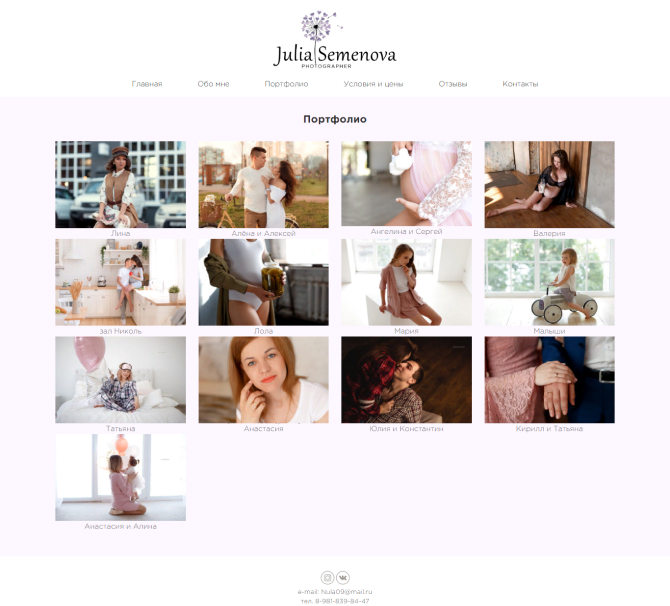 Julia Semenova
PHOTOGRAPHER
Главная Обо мне Портфолио Условия и цены Отзывы Контакты
Портфолио
Лина Алёна и Алексей Ангелина и Сергей Валерия
зал Николь Лола Мария Малыши
Татьяна Анастасия Юлия и Константин Кирилл и Татьяна
Анастасия и Алина
e-mail: hiula09@mail.ru
тел. 8-981-839-84-47